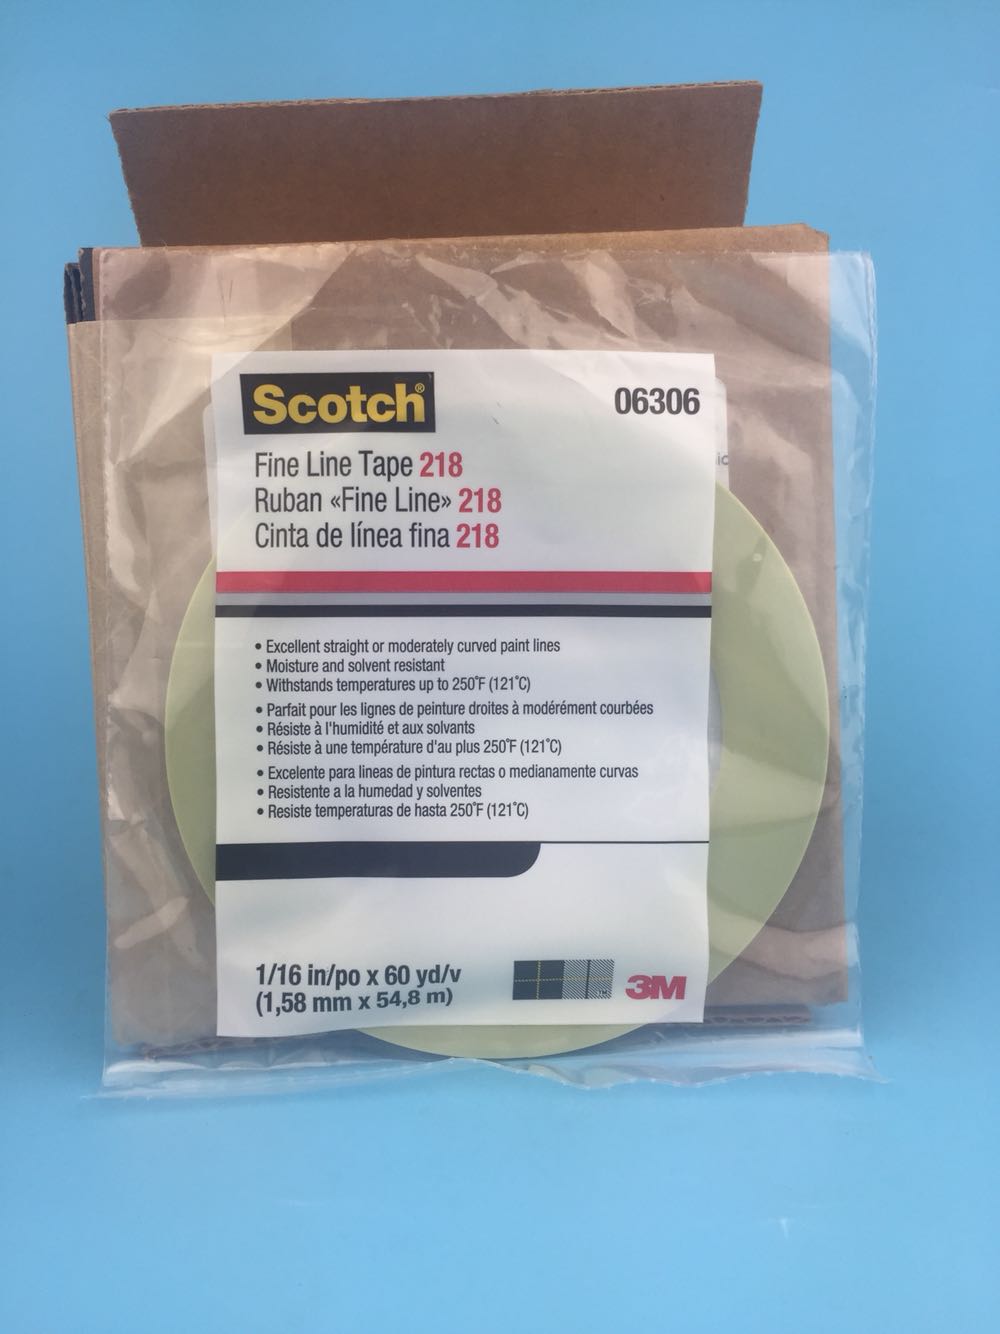 Scotch®
06306
Fine Line Tape 218
Ruban «Fine Line» 218
Cinta de línea fina 218
• Excellent straight or moderately curved paint lines
• Moisture and solvent resistant
• Withstands temperatures up to 250˚F (121˚C)
• Parfait pour les lignes de peinture droites à modérément courbées
• Résiste à l'humidité et aux solvants
• Résiste à une température d'au plus 250˚F (121˚C)
• Excelente para lineas de pintura rectas o medianamente curvas
• Resistente a la humedad y solventes
• Resiste temperaturas de hasta 250˚F (121˚C)
1/16 in/po x 60 yd/v
(1,58 mm x 54,8 m)
™
3M